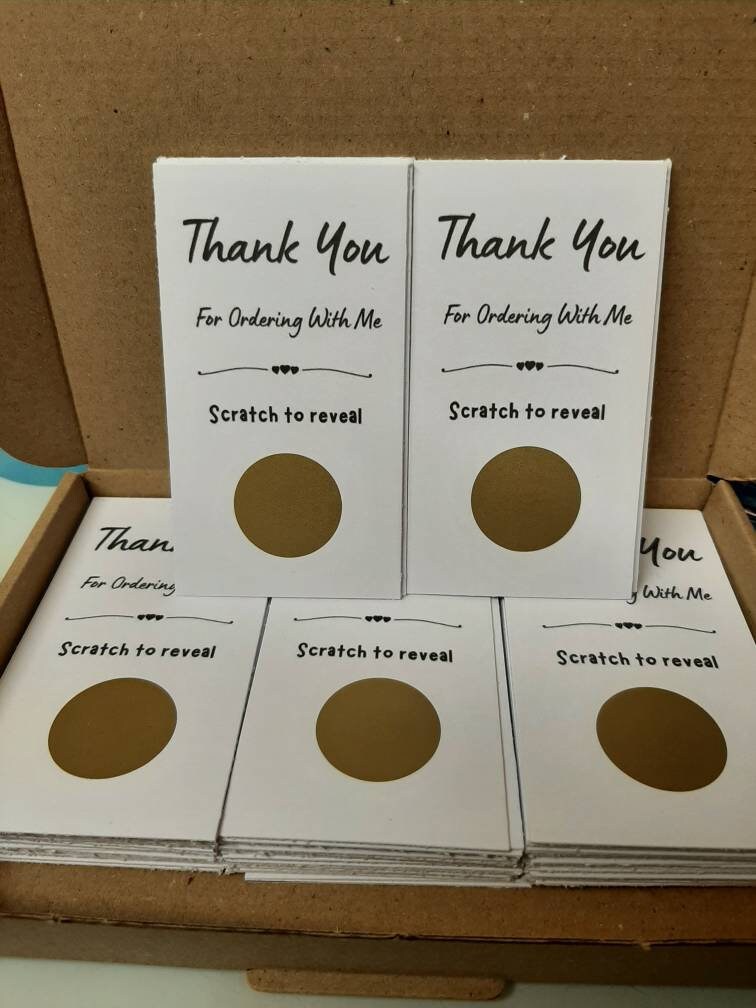 Thank You
For Ordering With Me
Scratch to reveal
Thank You
For Ordering With Me
Scratch to reveal
Than
For Ordering
Scratch to reveal
Scratch to reveal
You
With Me
Scratch to reveal